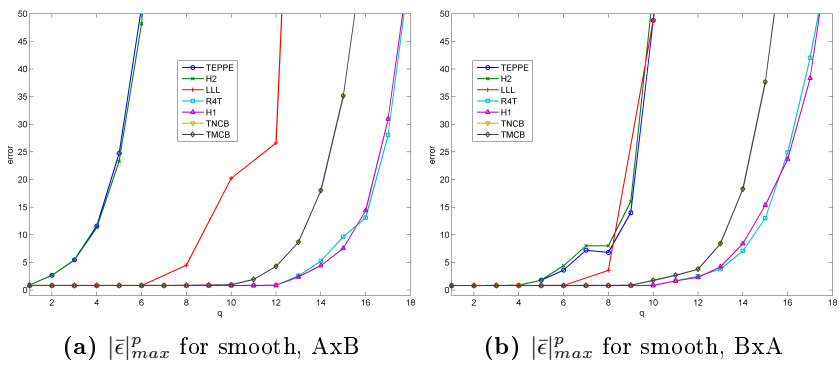 50
45
40
35
30
25
20
15
10
5
0
error
2 4 6 8 10 12 14 16 18
q
TEPPE
H2
LLL
R4T
H1
TNCB
TMCB
(a) |ϵ̄|ᵖₘₐₓ for smooth, AxB
50
45
40
35
30
25
20
15
10
5
0
error
2 4 6 8 10 12 14 16 18
q
TEPPE
H2
LLL
R4T
H1
TNCB
TMCB
(b) |ϵ̄|ᵖₘₐₓ for smooth, BxA